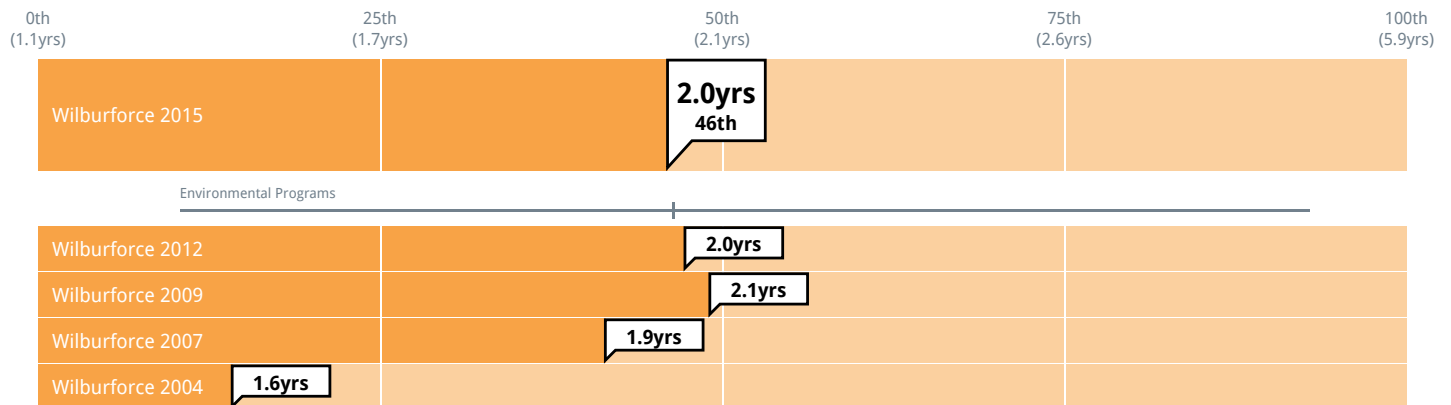 0th 25th 50th 75th 100th
(1.1yrs) (1.7yrs) (2.1yrs) (2.6yrs) (5.9yrs)
Wilburforce 2015
2.0yrs
46th
Environmental Programs
Wilburforce 2012 2.0yrs
Wilburforce 2009 2.1yrs
Wilburforce 2007 1.9yrs
Wilburforce 2004 1.6yrs